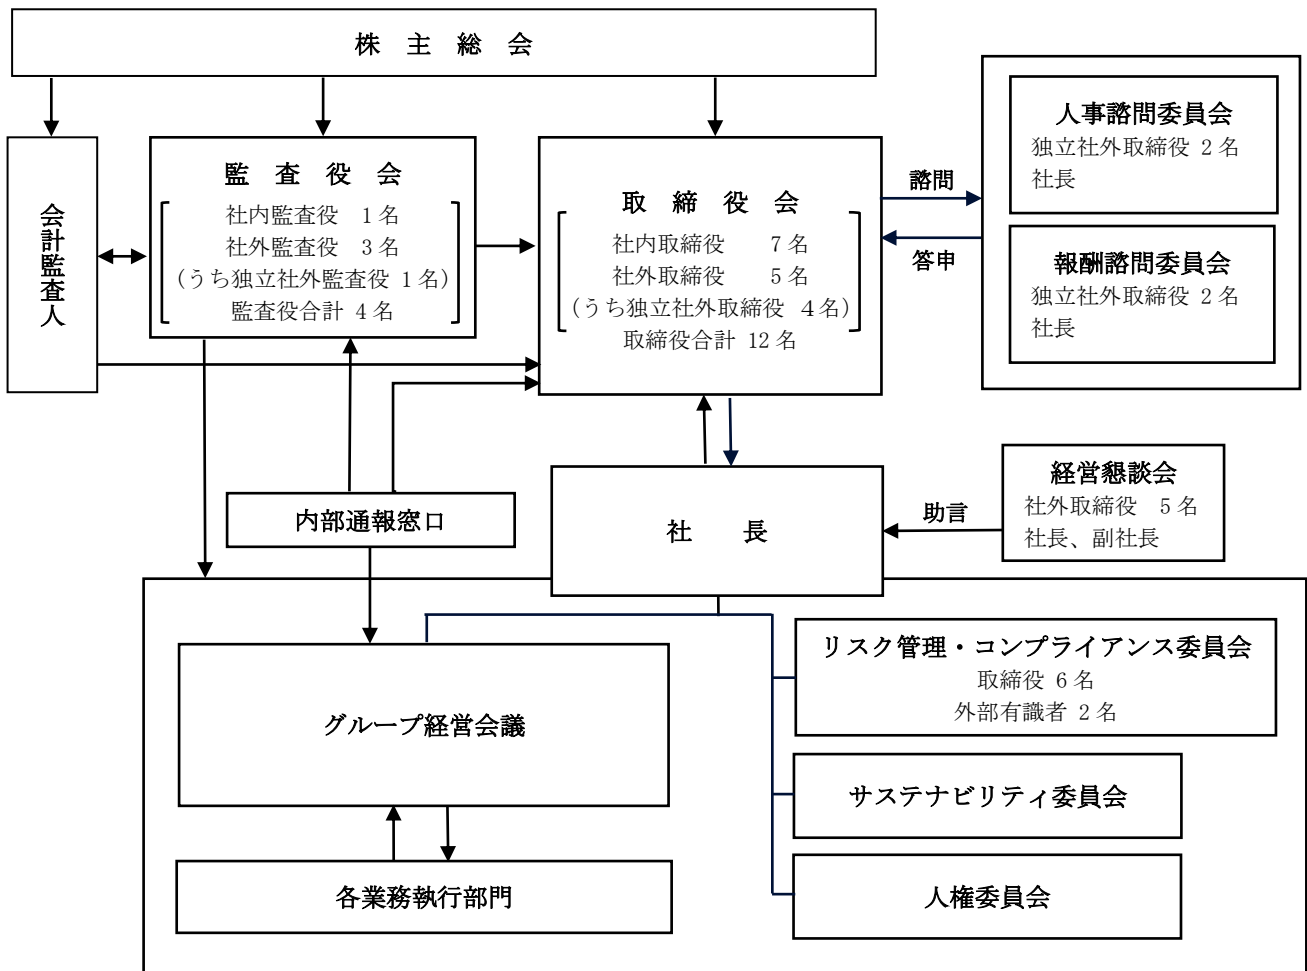 株 主 総 会
会計監査人
監 査 役 会
社内監査役 1名
社外監査役 3名
(うち独立社外監査役 1名)
監査役合計 4名
取 締 役 会
社内取締役 7名
社外取締役 5名
(うち独立社外取締役 4名)
取締役合計 12名
諮問
答申
人事諮問委員会
独立社外取締役 2名
社長
報酬諮問委員会
独立社外取締役 2名
社長
内部通報窓口
社 長
助言
経営懇談会
社外取締役 5名
社長、副社長
グループ経営会議
各業務執行部門
リスク管理・コンプライアンス委員会
取締役 6名
外部有識者 2名
サステナビリティ委員会
人権委員会